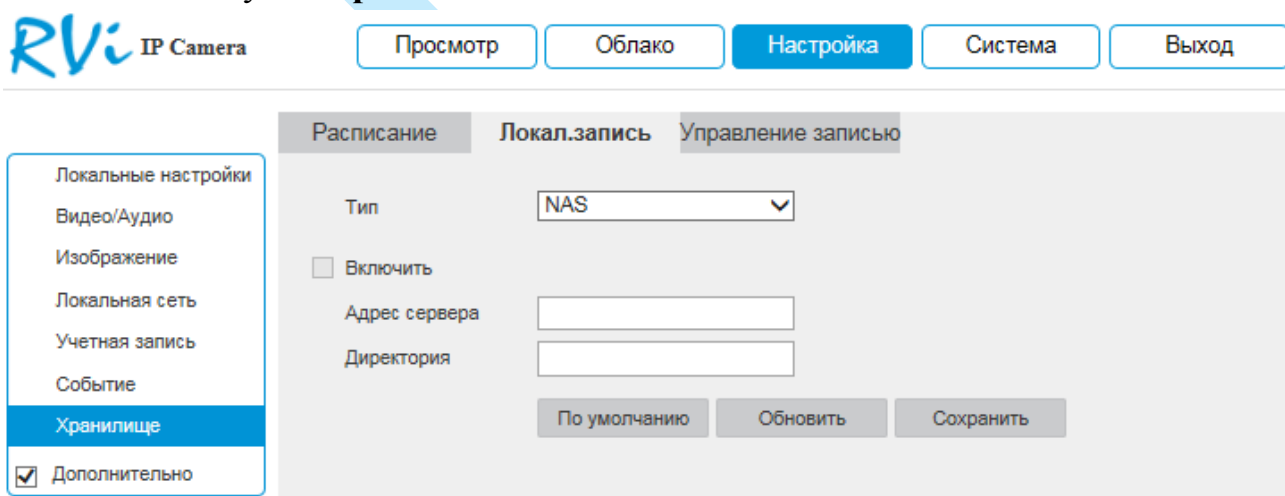 RVi IP Camera
Просмотр
Облако
Настройка
Система
Выход
Расписание
Локал.запись
Управление записью
Локальные настройки
Видео/Аудио
Изображение
Локальная сеть
Учетная запись
Событие
Хранилище
Дополнительно
Тип
NAS
Включить
Адрес сервера
Директория
По умолчанию
Обновить
Сохранить